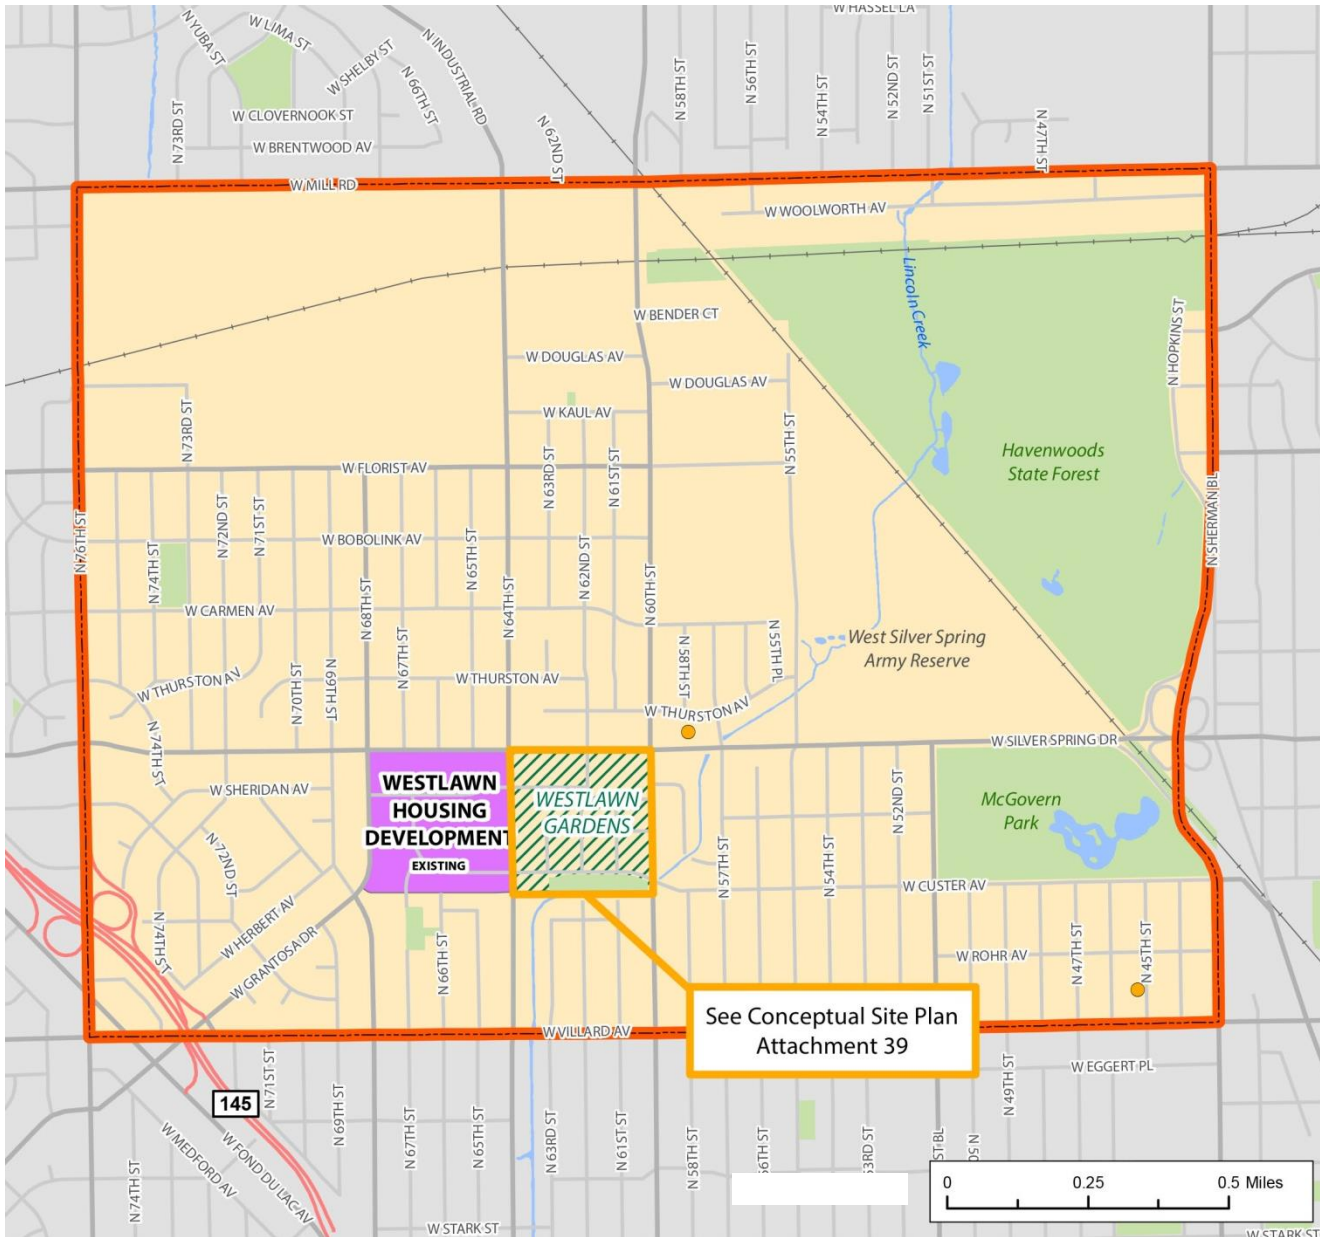 W HASSEL LA
N YUBA ST
W LIMA ST
W SHELBY ST
N 66TH ST
N INDUSTRIAL RD
N 73RD ST
W CLOVERNOOK ST
W BRENTWOOD AV
N 62ND ST
N 58TH ST
N 56TH ST
N 54TH ST
N 52ND ST
N 51ST ST
N 47TH ST
W MILL RD
W WOOLWORTH AV
Lincoln Creek
W BENDER CT
W DOUGLAS AV
W DOUGLAS AV
W KAUL AV
N HOPKINS ST
N 73RD ST
W FLORIST AV
N 63RD ST
N 61ST ST
N 55TH ST
Havenwoods
State Forest
N SHERMAN BL
N 76TH ST
N 74TH ST
N 72ND ST
N 71ST ST
W BOBOLINK AV
N 65TH ST
N 62ND ST
W CARMEN AV
N 68TH ST
N 67TH ST
N 64TH ST
N 60TH ST
N 58TH ST
N 55TH PL
West Silver Spring
Army Reserve
W THURSTON AV
N 70TH ST
N 69TH ST
W THURSTON AV
W THURSTON AV
N 74TH ST
W SILVER SPRING DR
W SHERIDAN AV
WESTLAWN
HOUSING
DEVELOPMENT
EXISTING
WESTLAWN
GARDENS
N 52ND ST
McGovern
Park
N 72ND ST
N 57TH ST
N 54TH ST
W CUSTER AV
N 74TH ST
W HERBERT AV
W GRANTOSA DR
N 66TH ST
W ROHR AV
N 47TH ST
N 45TH ST
See Conceptual Site Plan
Attachment 39
W VILLARD AV
W EGGERT PL
N 71ST ST
145
N 69TH ST
N 67TH ST
N 65TH ST
N 63RD ST
N 61ST ST
N 58TH ST
N 49TH ST
W MEDFORD AV
W FOND DU LAC AV
N 74TH ST
W STARK ST
0 0.25 0.5 Miles
W STARK ST